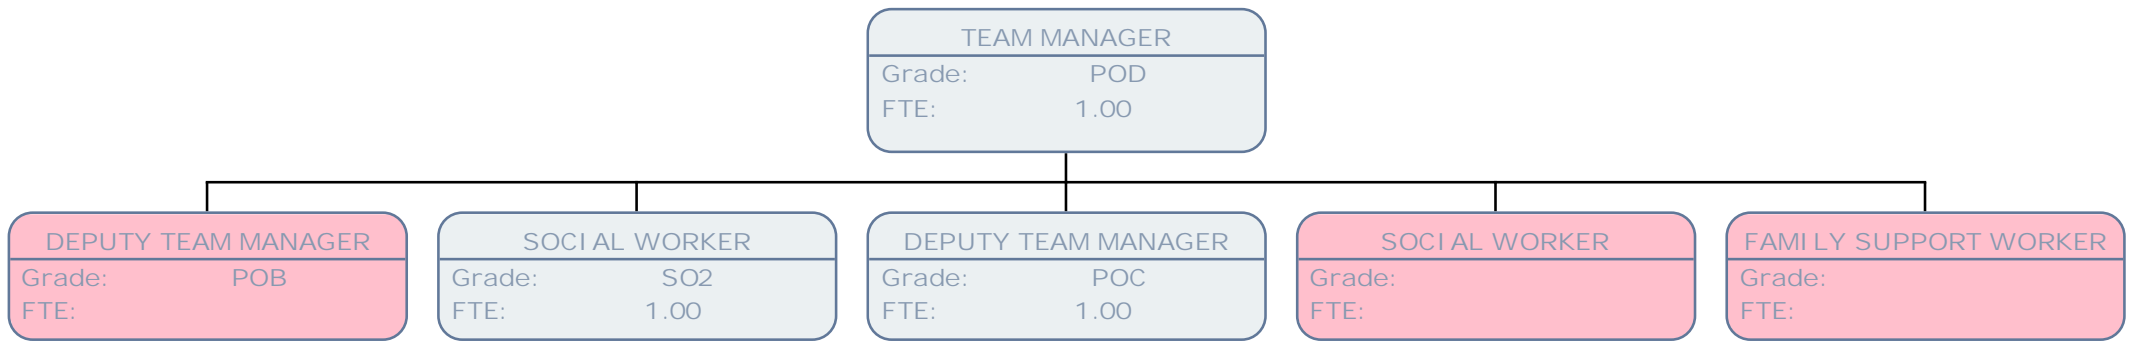 TEAM MANAGER
Grade: POD
FTE: 1.00
DEPUTY TEAM MANAGER
Grade: POB
FTE:
SOCIAL WORKER
Grade: SO2
FTE: 1.00
DEPUTY TEAM MANAGER
Grade: POC
FTE: 1.00
SOCIAL WORKER
Grade:
FTE:
FAMILY SUPPORT WORKER
Grade:
FTE: